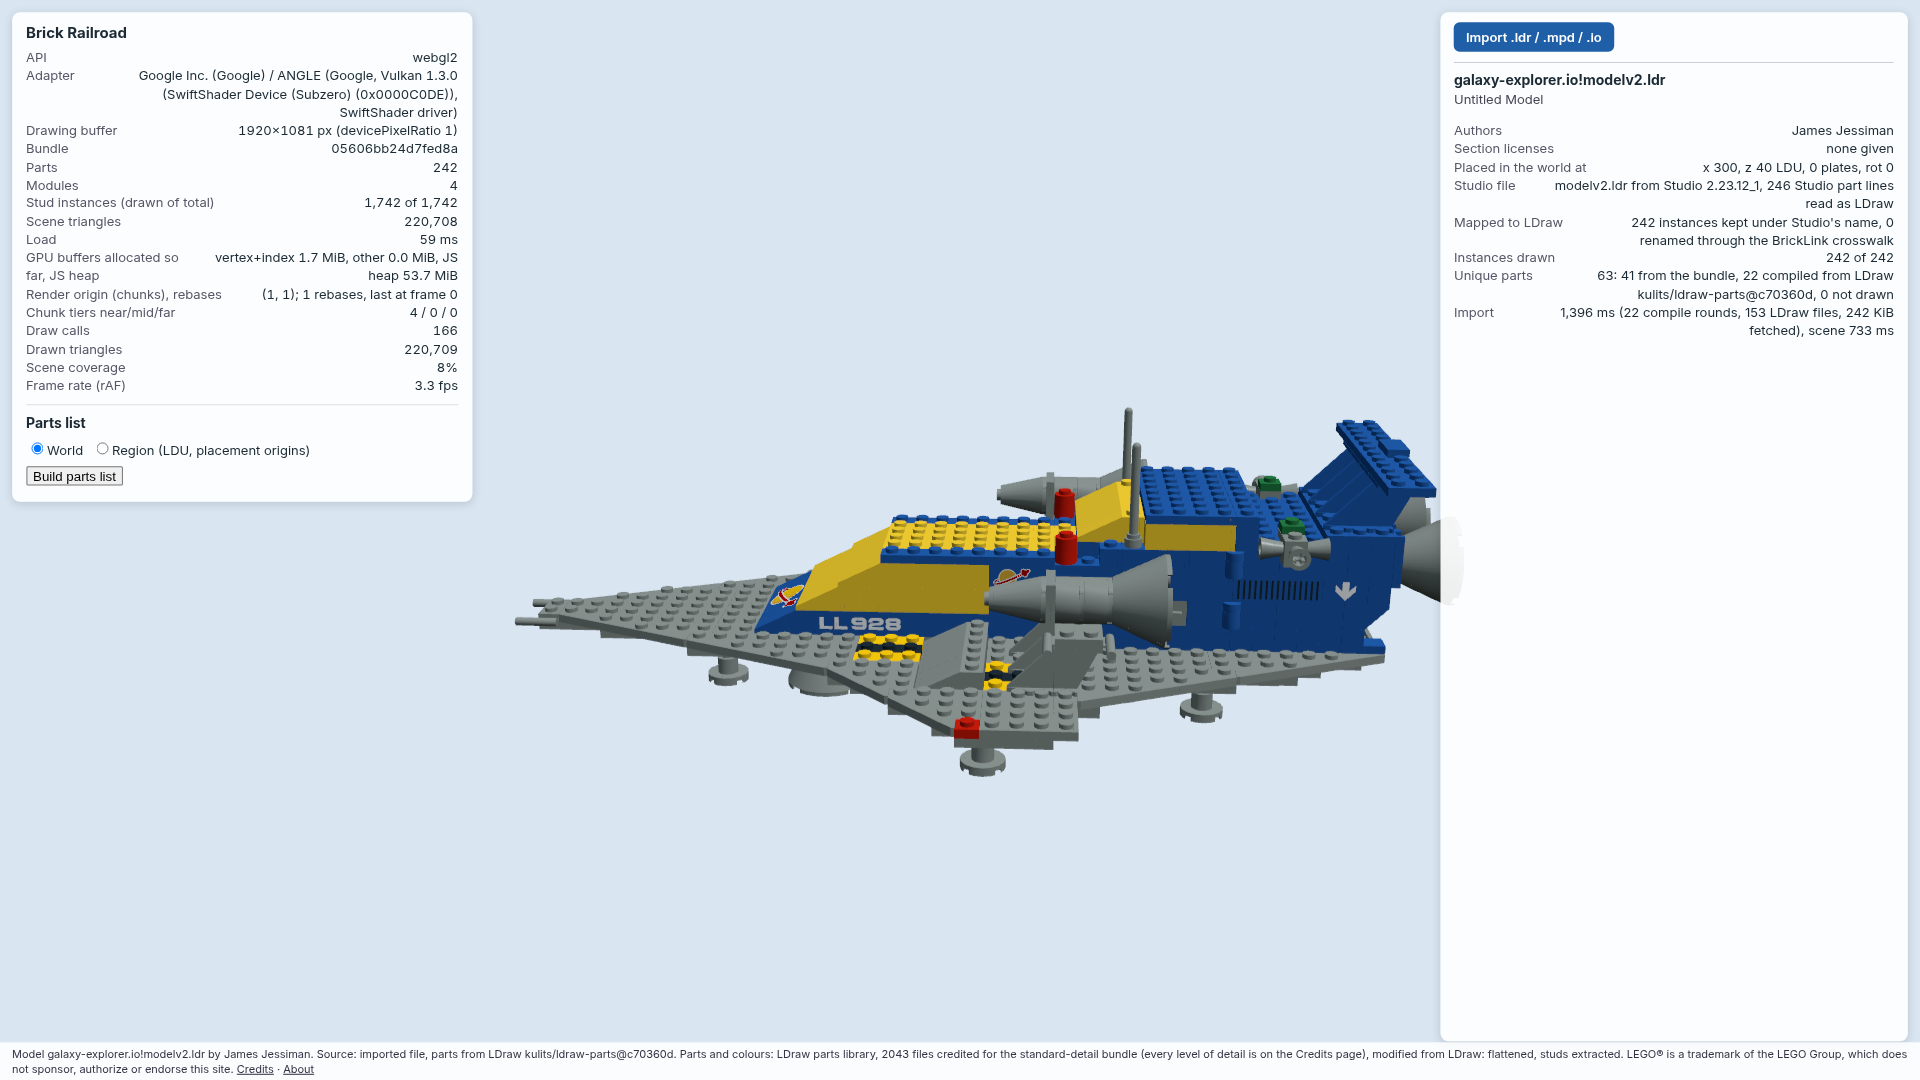 Brick Railroad
API webgl2
Adapter Google Inc. (Google) / ANGLE (Google, Vulkan 1.3.0
(SwiftShader Device (Subzero) (0x0000C0DE)),
SwiftShader driver)
Drawing buffer 1920×1081 px (devicePixelRatio 1)
Bundle 05606bb24d7fed8a
Parts 242
Modules 4
Stud instances (drawn of total) 1,742 of 1,742
Scene triangles 220,708
Load 59 ms
GPU buffers allocated so vertex+index 1.7 MiB, other 0.0 MiB, JS
far, JS heap heap 53.7 MiB
Render origin (chunks), rebases (1, 1); 1 rebases, last at frame 0
Chunk tiers near/mid/far 4 / 0 / 0
Draw calls 166
Drawn triangles 220,709
Scene coverage 8%
Frame rate (rAF) 3.3 fps
Parts list
World Region (LDU, placement origins)
Build parts list
LL928
Import .ldr / .mpd / .io
galaxy-explorer.io!modelv2.ldr
Untitled Model
Authors James Jessiman
Section licenses none given
Placed in the world at x 300, z 40 LDU, 0 plates, rot 0
Studio file modelv2.ldr from Studio 2.23.12_1, 246 Studio part lines
read as LDraw
Mapped to LDraw 242 instances kept under Studio's name, 0
renamed through the BrickLink crosswalk
Instances drawn 242 of 242
Unique parts 63: 41 from the bundle, 22 compiled from LDraw
kulits/ldraw-parts@c70360d, 0 not drawn
Import 1,396 ms (22 compile rounds, 153 LDraw files, 242 KiB
fetched), scene 733 ms
Model galaxy-explorer.io!modelv2.ldr by James Jessiman. Source: imported file, parts from LDraw kulits/ldraw-parts@c70360d. Parts and colours: LDraw parts library, 2043 files credited for the standard-detail bundle (every level of detail is on the Credits page), modified from LDraw: flattened, studs extracted. LEGO® is a trademark of the LEGO Group, which does
not sponsor, authorize or endorse this site. Credits · About